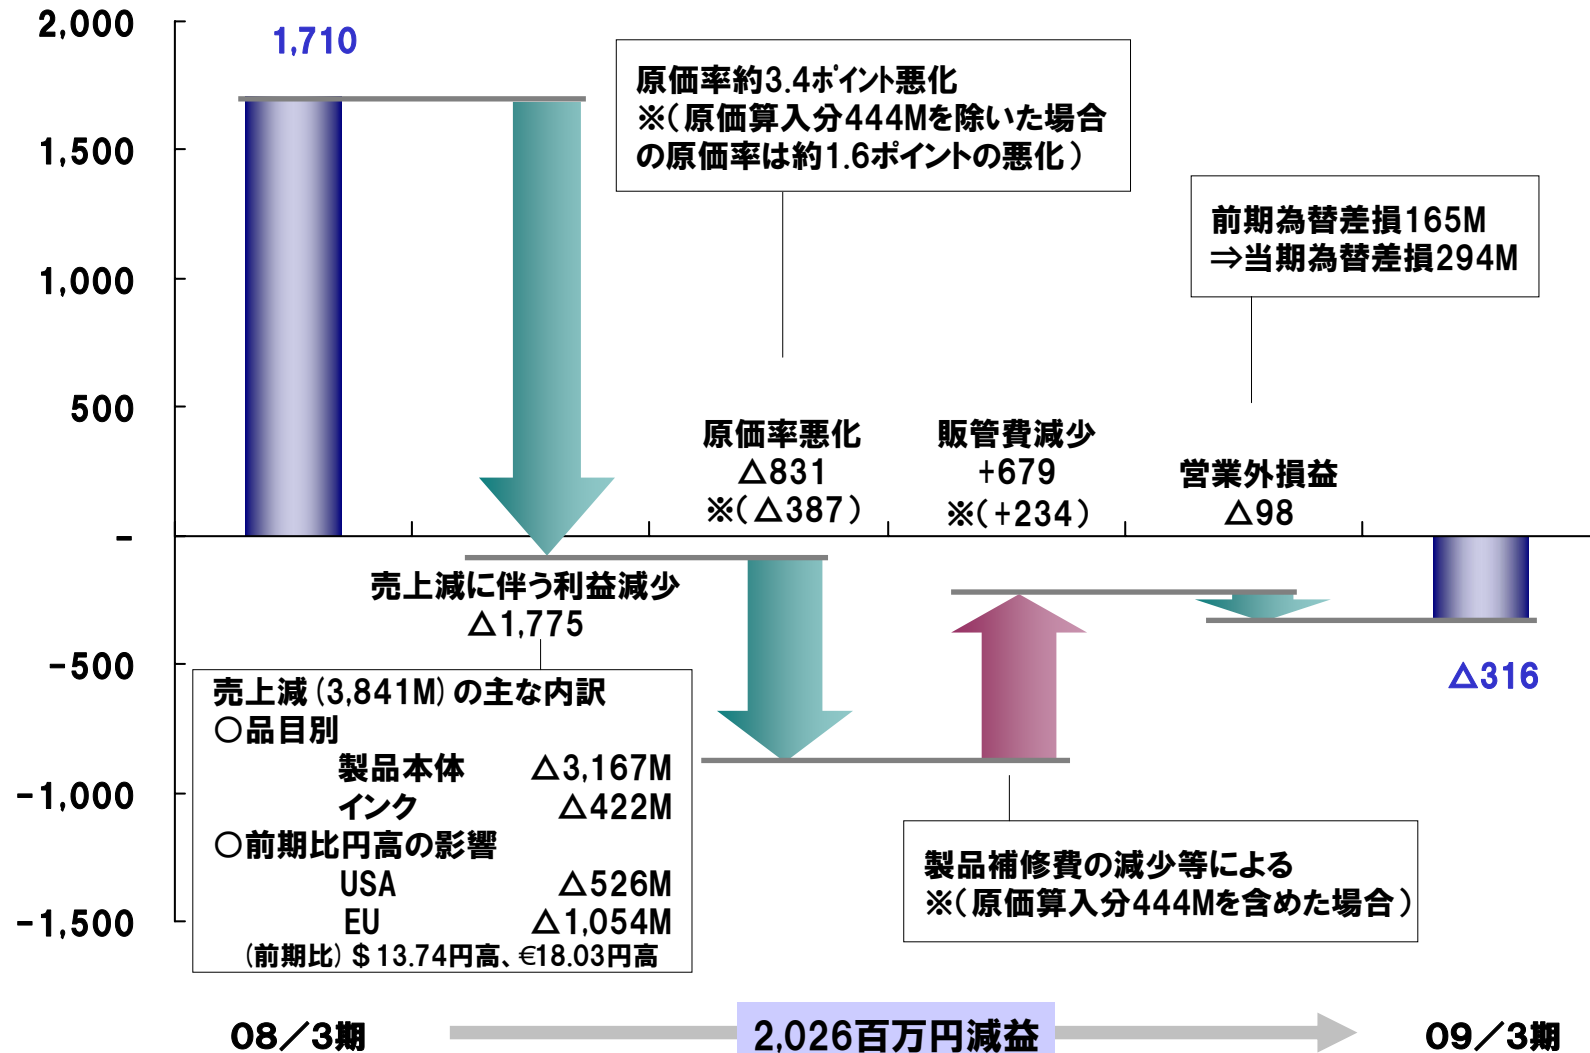 2,000
1,500
1,000
500
-
-500
-1,000
-1,500
1,710
原価率約3.4ポイント悪化
※(原価算入分444Mを除いた場合
の原価率は約1.6ポイントの悪化)
前期為替差損165M
⇒当期為替差損294M
原価率悪化
△831
※(△387)
販管費減少
+679
※(+234)
営業外損益
△98
売上減に伴う利益減少
△1,775
△316
売上減(3,841M)の主な内訳
○品目別
製品本体 △3,167M
インク △422M
○前期比円高の影響
USA △526M
EU △1,054M
(前期比)$13.74円高、€18.03円高
製品補修費の減少等による
※(原価算入分444Mを含めた場合)
08/3期
2,026百万円減益
09/3期